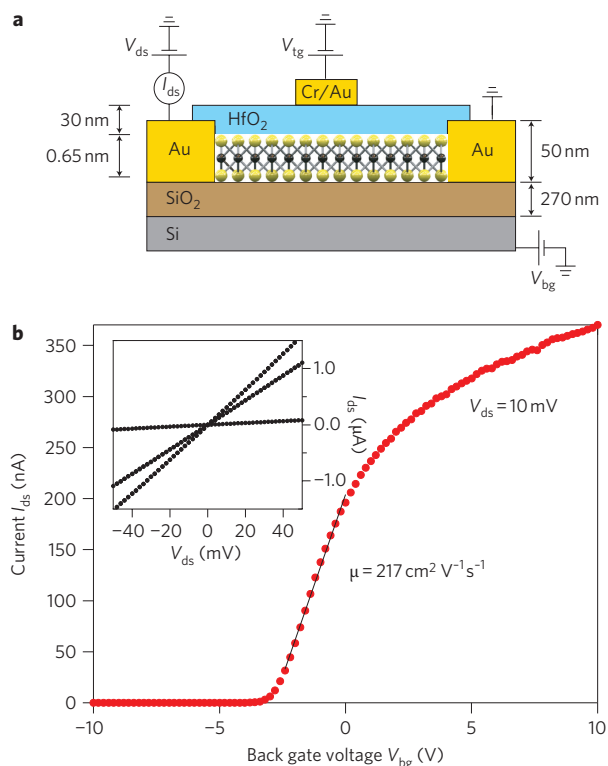 a
V_ds
V_tg
I_ds
Cr/Au
30 nm
HfO₂
0.65 nm
Au
Au
50 nm
SiO₂
270 nm
Si
V_bg
b
350
300
250
200
150
100
50
0
Current I_ds (nA)
1.0
0.0
−1.0
I_ds (µA)
−40 −20 0 20 40
V_ds (mV)
V_ds = 10 mV
µ = 217 cm² V⁻¹ s⁻¹
−10 −5 0 5 10
Back gate voltage V_bg (V)